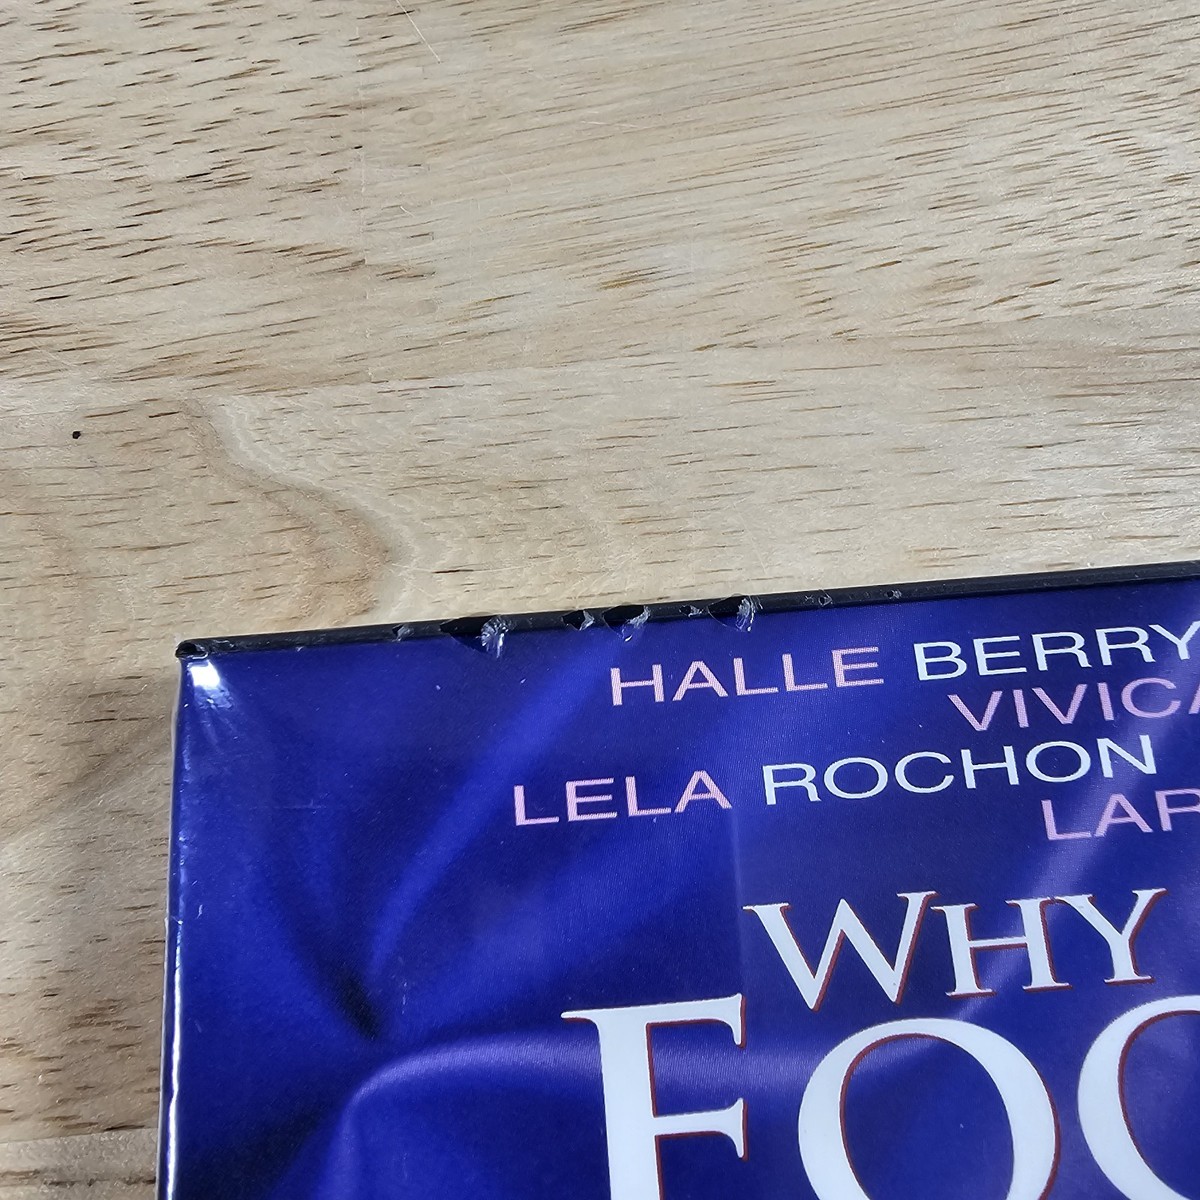 HALLE BERRY
VIVICA
LELA ROCHON
LAR
WHY
FOO